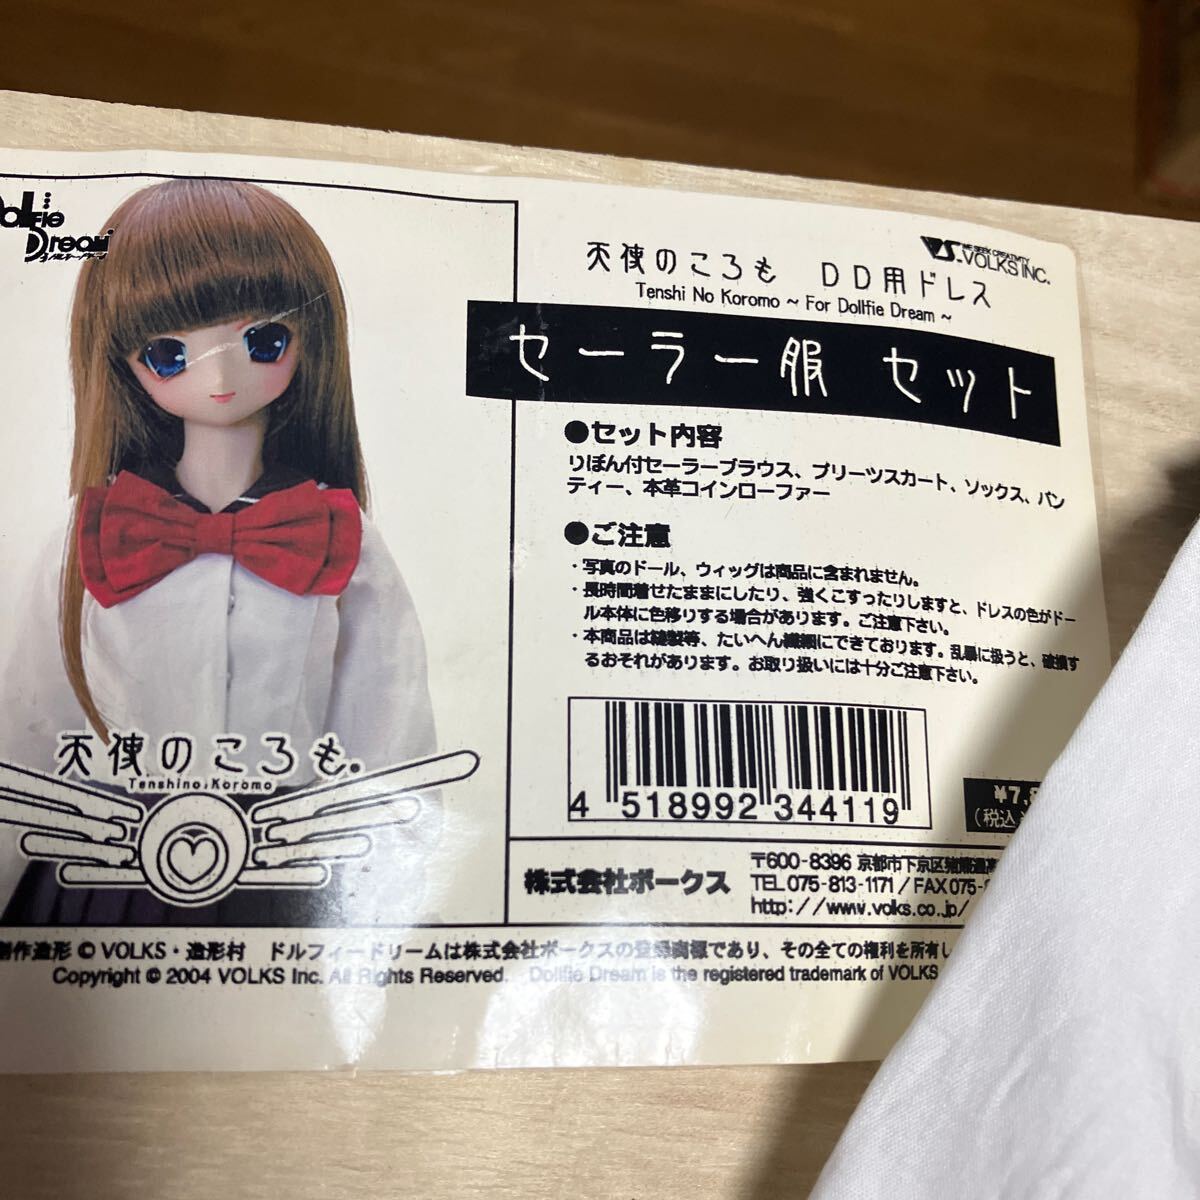 Dollfie
Dream
天使のころも DD用ドレス
Tenshi No Koromo ~ For Dollfie Dream ~
WE SEEK CREATIVITY
VOLKS INC.
セーラー服 セット
●セット内容
りぼん付セーラーブラウス、プリーツスカート、ソックス、パン
ティー、本革コインローファー
●ご注意
・写真のドール、ウィッグは商品に含まれません。
・長時間着せたままにしたり、強くこすったりしますと、ドレスの色がドー
ル本体に色移りする場合があります。ご注意下さい。
・本商品は縫製等、たいへん繊細にできております。乱暴に扱うと、破損す
るおそれがあります。お取り扱いには十分ご注意下さい。
天使のころも。
Tenshino Koromo
4 518992 344119
¥7,8
(税込
株式会社ボークス
〒600-8396 京都市下京区猪熊通高
TEL 075-813-1171 / FAX 075-
http://www.volks.co.jp/
創作造形 © VOLKS・造形村 ドルフィードリームは株式会社ボークスの登録商標であり、その全ての権利を所有し
Copyright © 2004 VOLKS Inc. All Rights Reserved. Dollfie Dream is the registered trademark of VOLKS